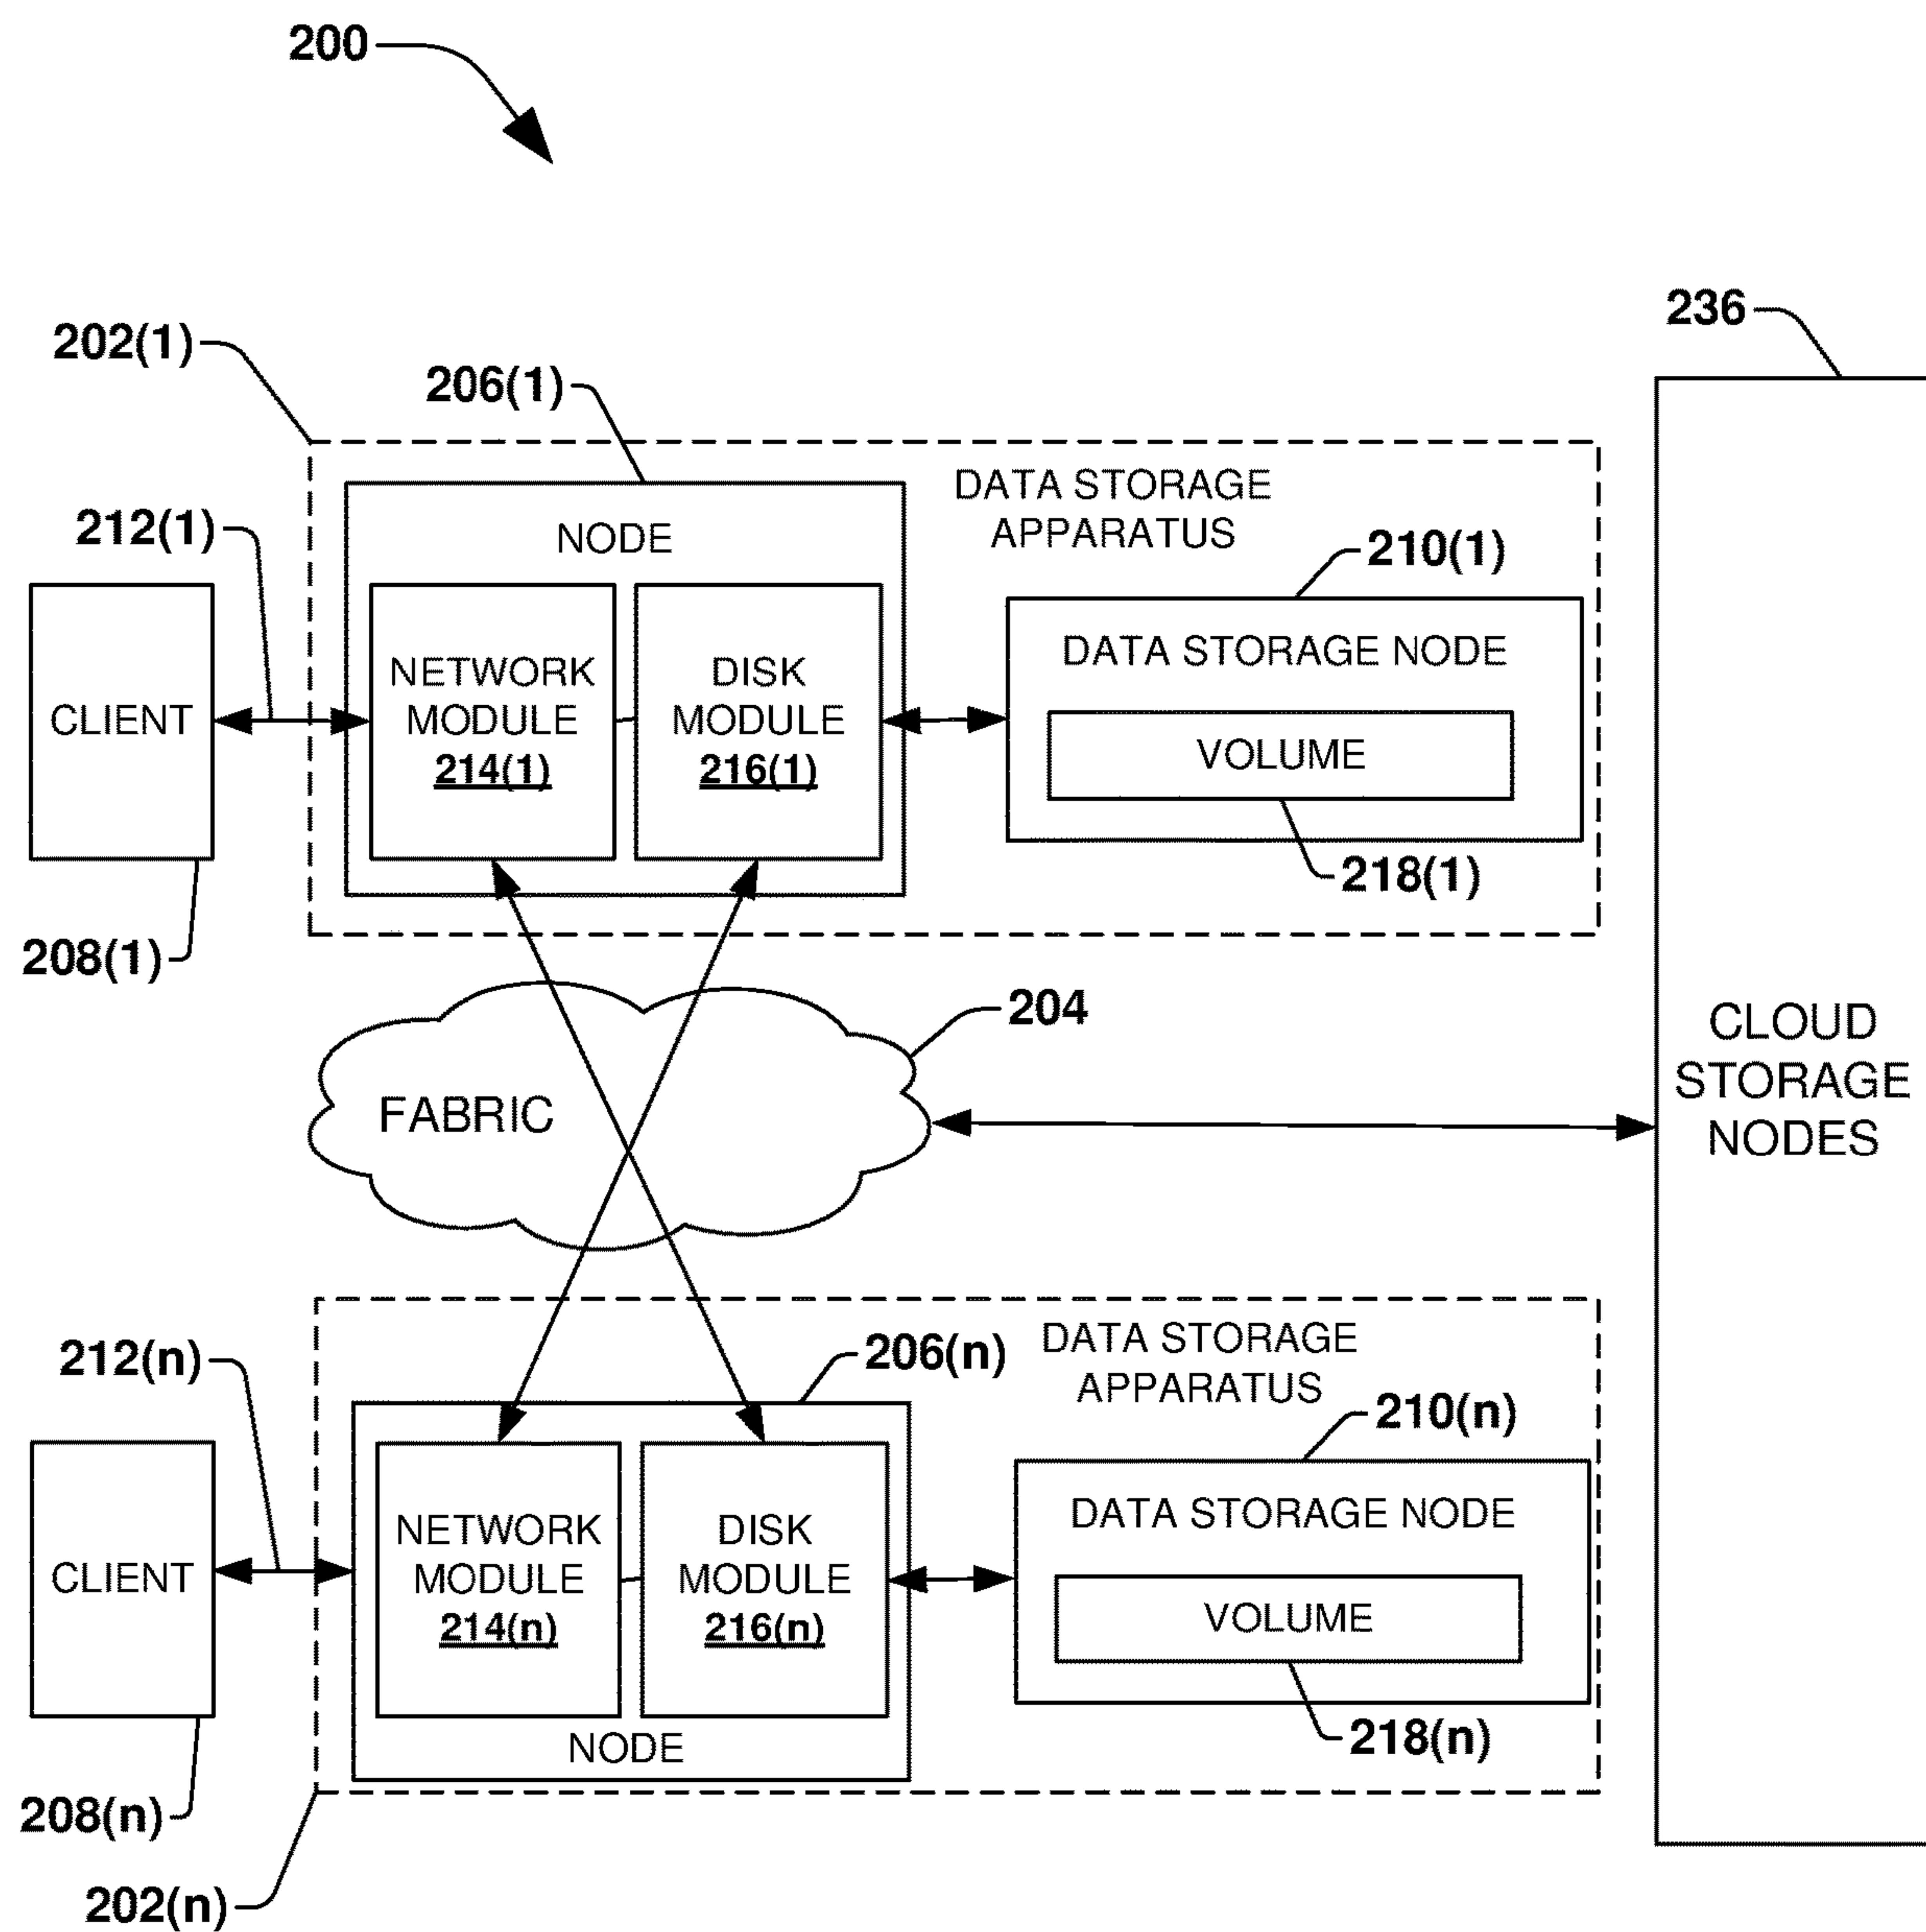 200
236
202(1)
206(1)
DATA STORAGE
APPARATUS
212(1)
NODE
210(1)
CLIENT
NETWORK
MODULE
214(1)
DISK
MODULE
216(1)
DATA STORAGE NODE
VOLUME
218(1)
208(1)
204
FABRIC
CLOUD
STORAGE
NODES
212(n)
206(n)
DATA STORAGE
APPARATUS
210(n)
CLIENT
NETWORK
MODULE
214(n)
DISK
MODULE
216(n)
DATA STORAGE NODE
VOLUME
NODE
218(n)
208(n)
202(n)